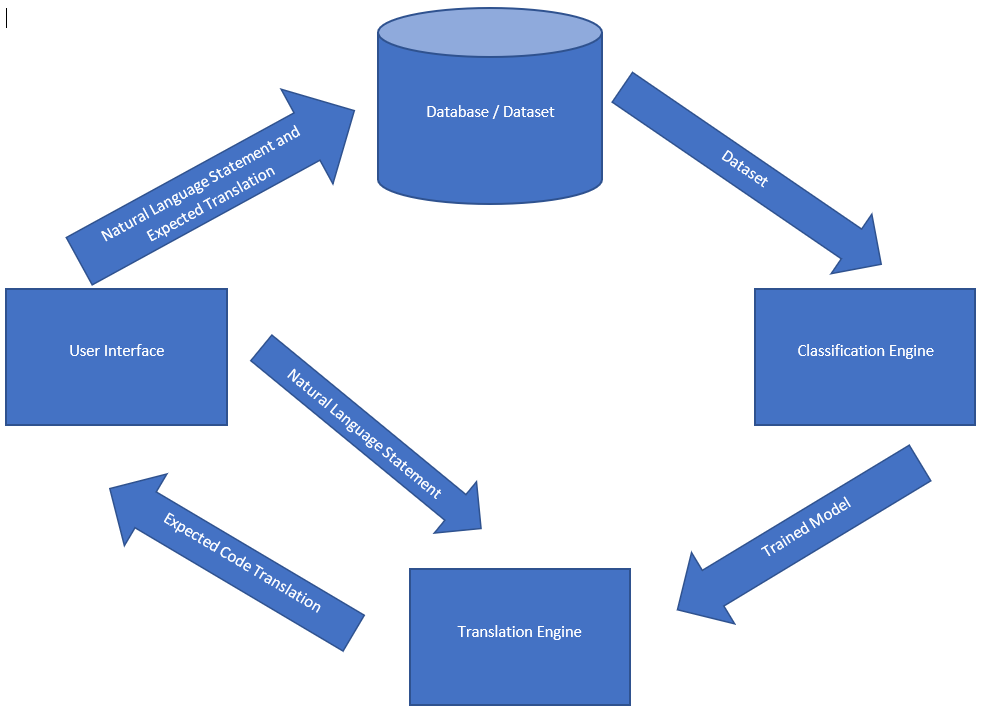 Database / Dataset
Natural Language Statement and
Expected Translation
Dataset
User Interface
Classification Engine
Natural Language Statement
Expected Code Translation
Trained Model
Translation Engine